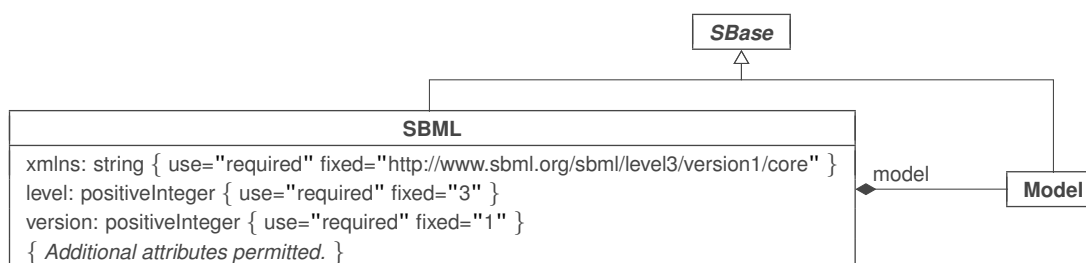 SBase
SBML
xmlns: string { use="required" fixed="http://www.sbml.org/sbml/level3/version1/core" }
level: positiveInteger { use="required" fixed="3" }
version: positiveInteger { use="required" fixed="1" }
{ Additional attributes permitted. }
model
Model